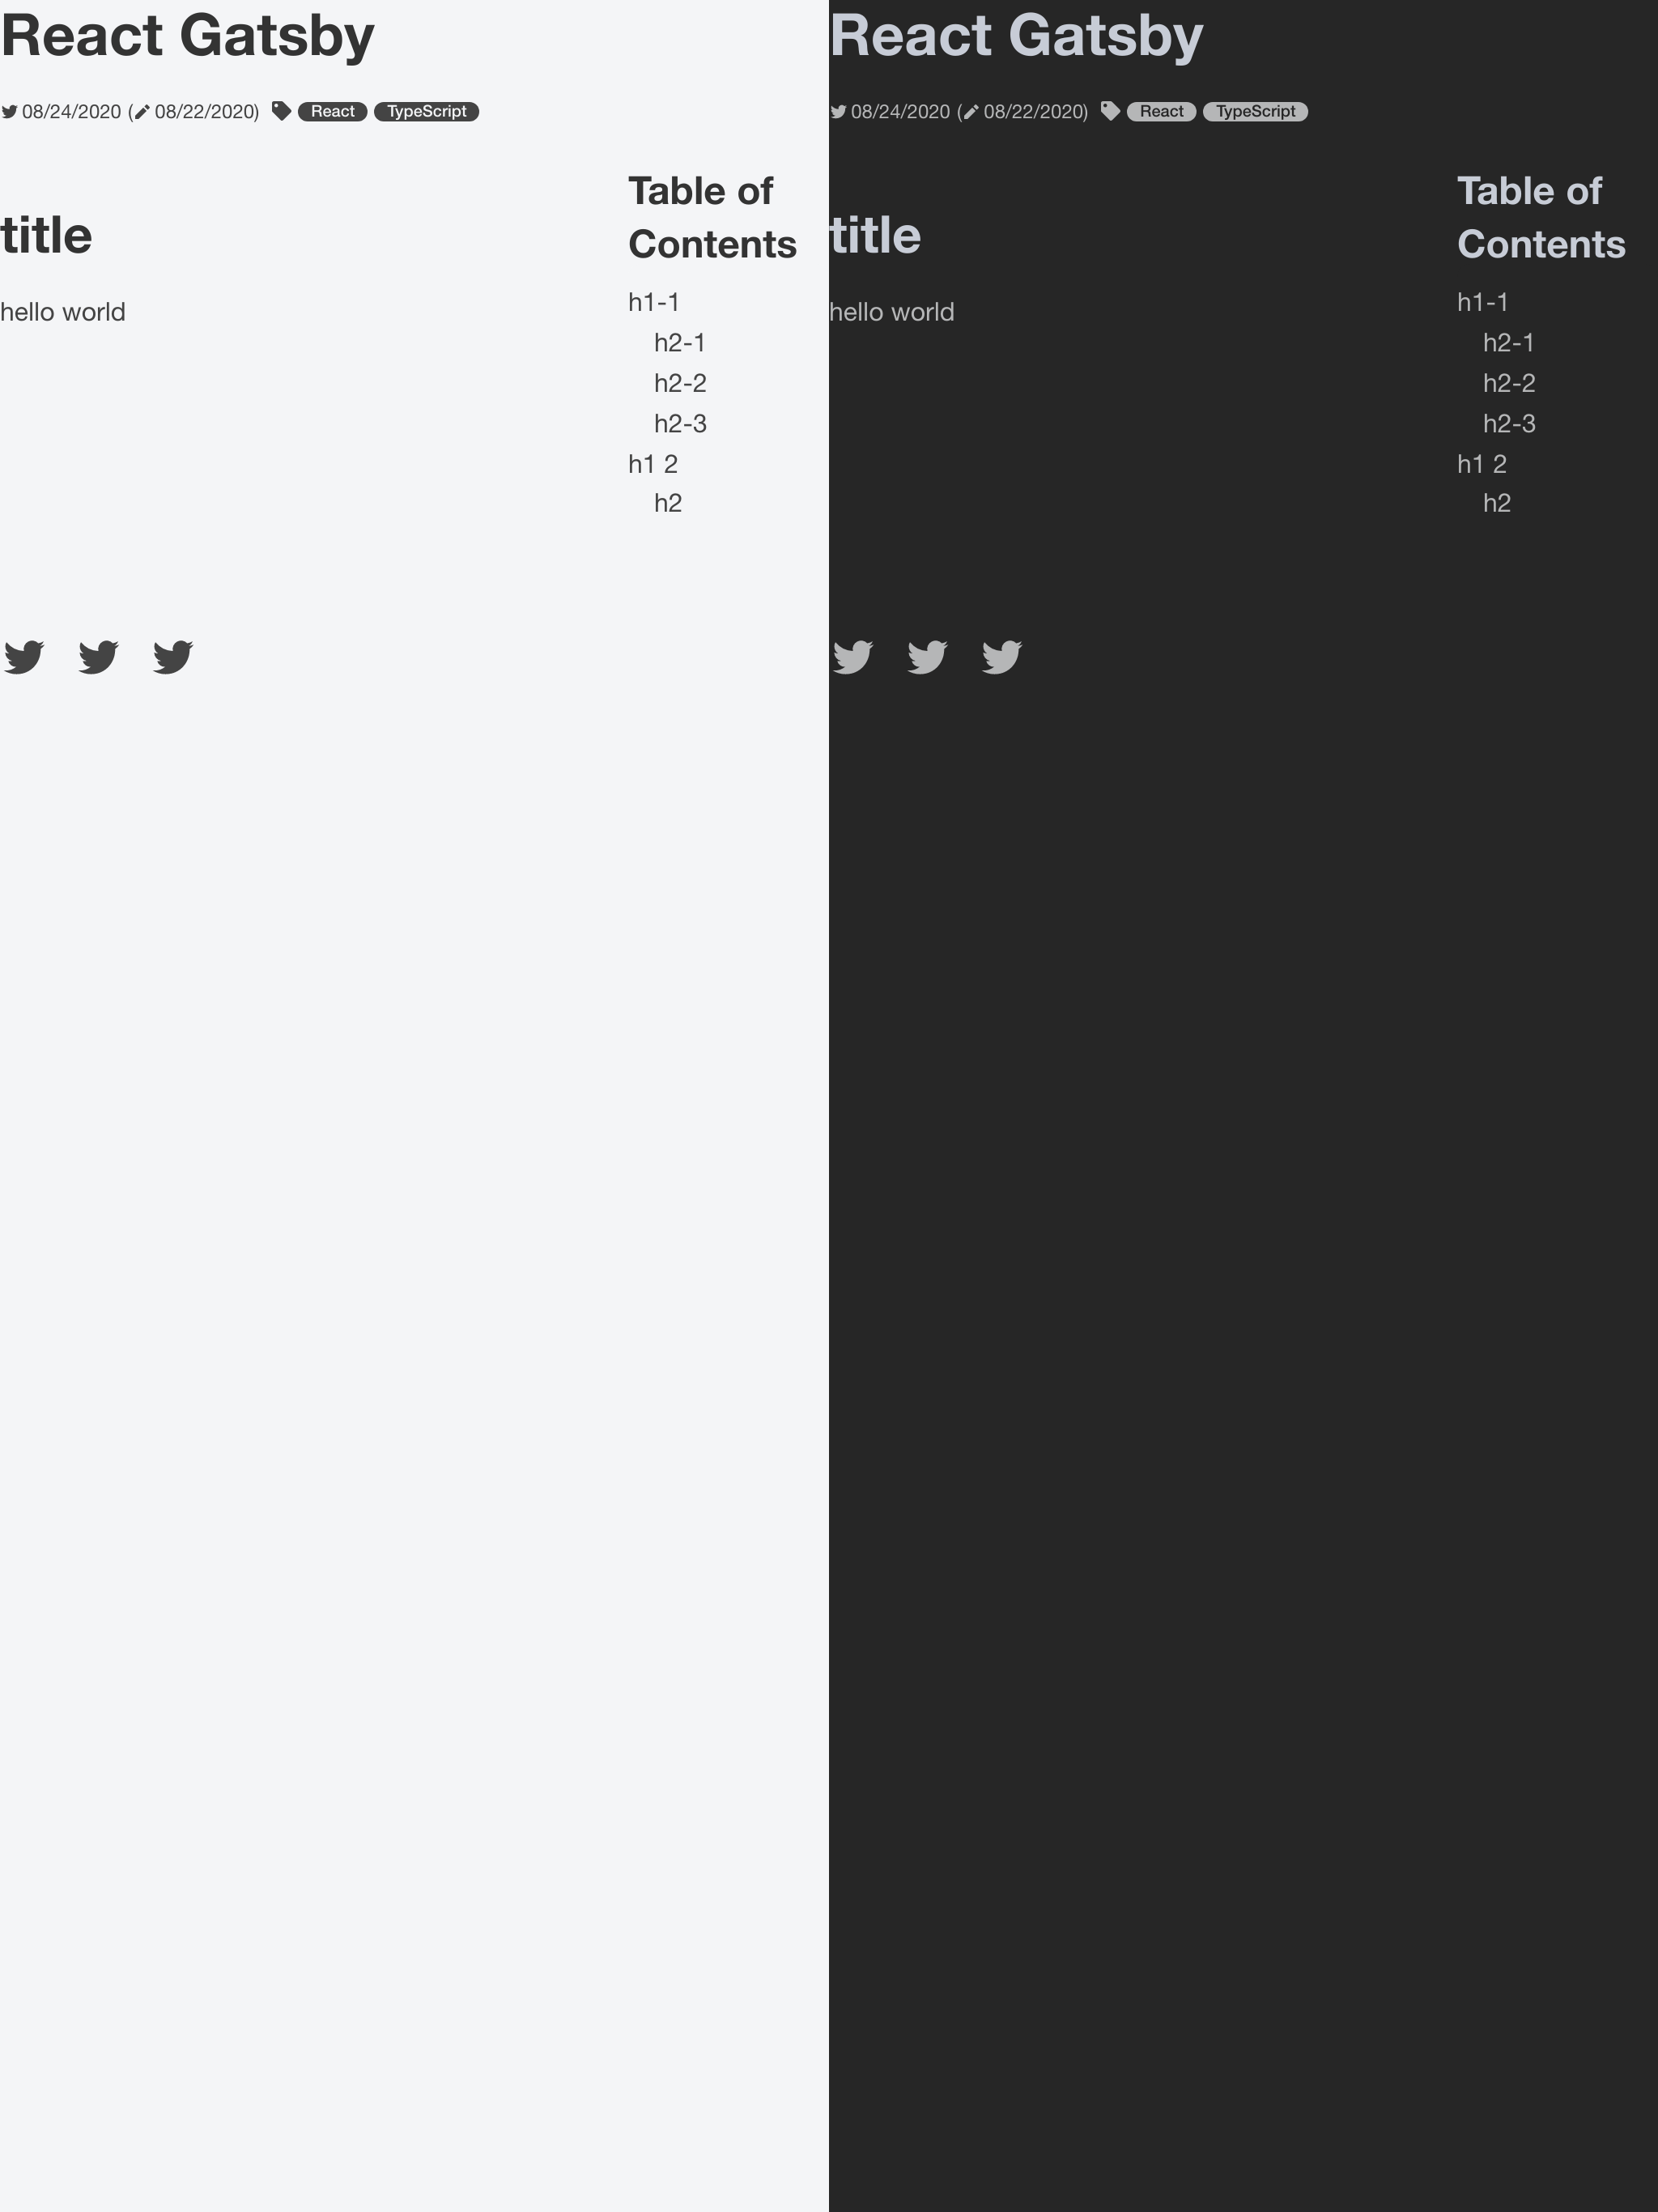 React Gatsby
08/24/2020 ( 08/22/2020) React TypeScript
title
hello world
Table of
Contents
h1-1
h2-1
h2-2
h2-3
h1 2
h2
React Gatsby
08/24/2020 ( 08/22/2020) React TypeScript
title
hello world
Table of
Contents
h1-1
h2-1
h2-2
h2-3
h1 2
h2